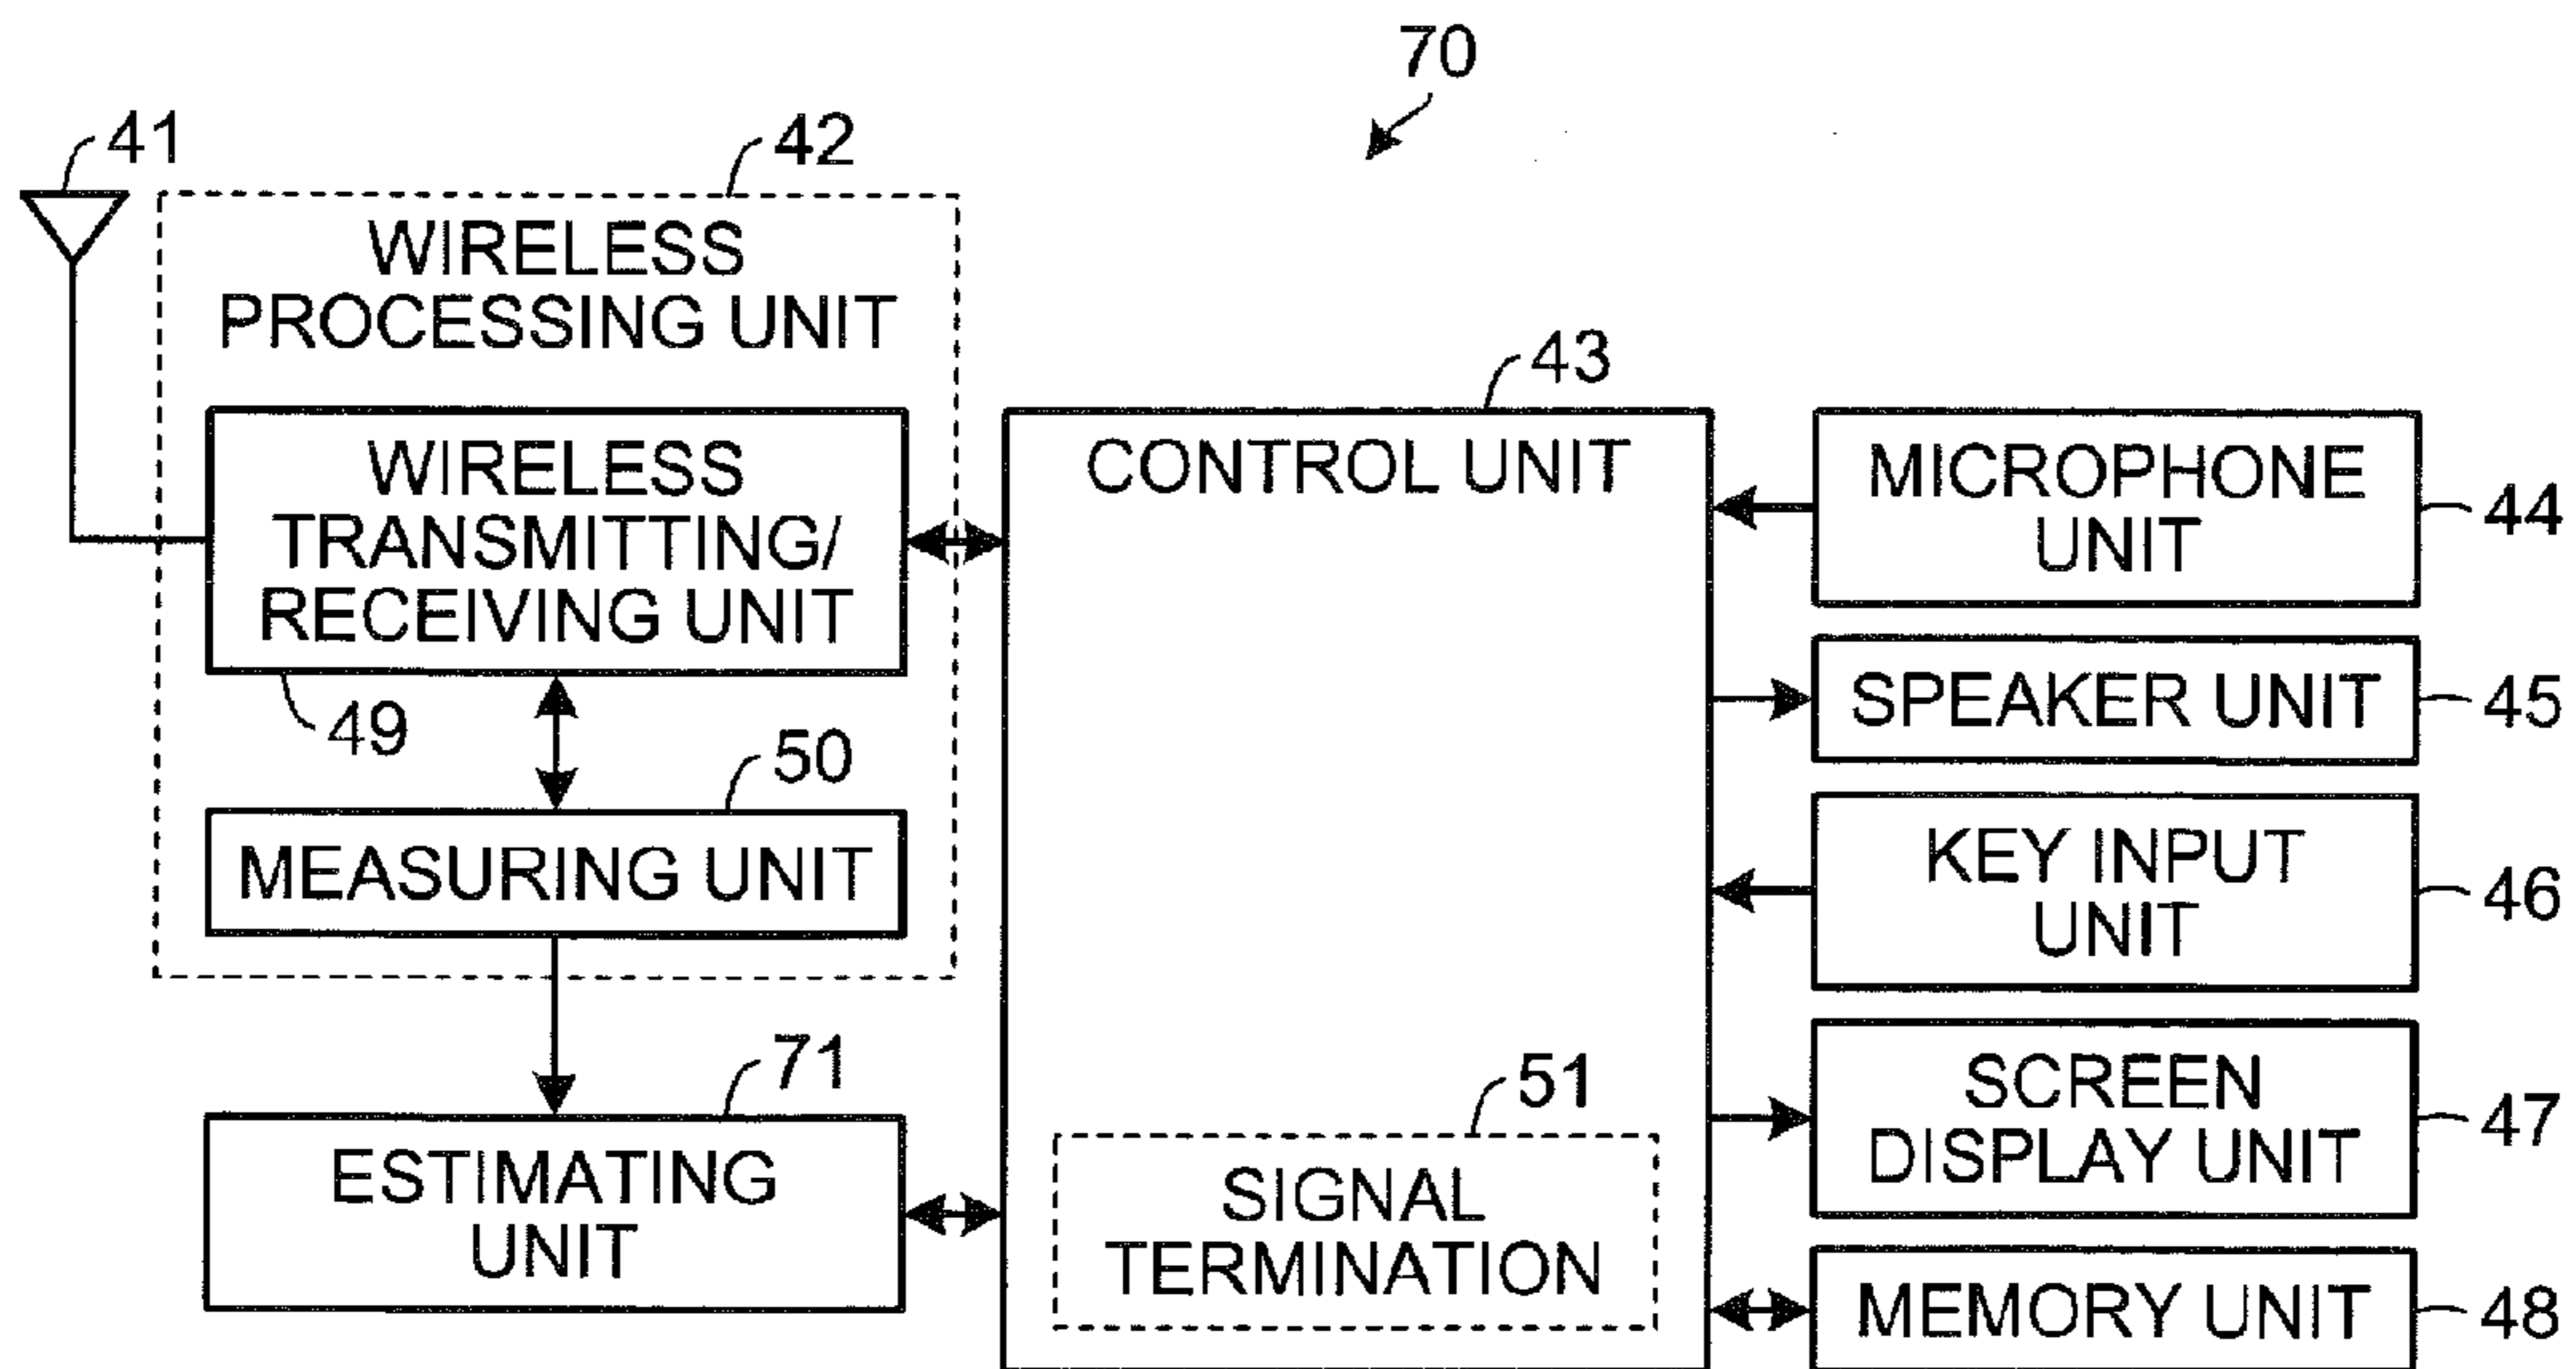 70
41
42
WIRELESS
PROCESSING UNIT
43
WIRELESS
TRANSMITTING/
RECEIVING UNIT
49
50
MEASURING UNIT
71
ESTIMATING
UNIT
CONTROL UNIT
51
SIGNAL
TERMINATION
MICROPHONE
UNIT
44
SPEAKER UNIT
45
KEY INPUT
UNIT
46
SCREEN
DISPLAY UNIT
47
MEMORY UNIT
48